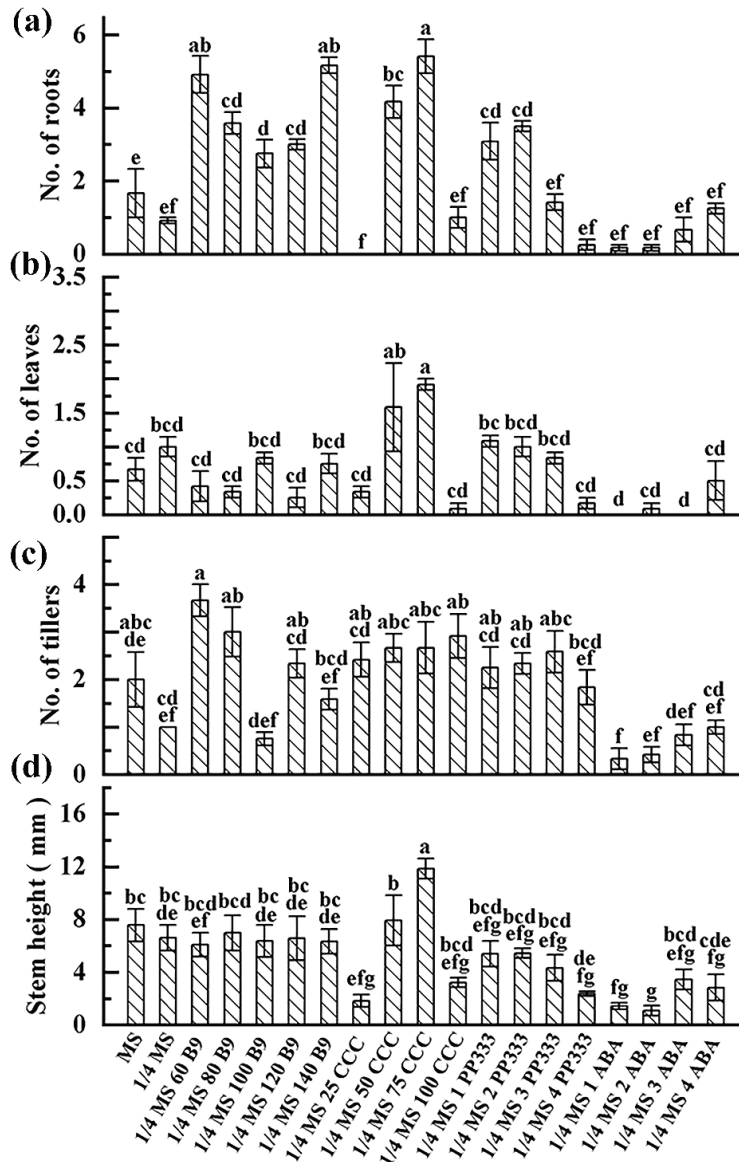 (a)
No. of roots
6
4
2
0
e
ef
ab
cd
d
cd
ab
f
bc
a
ef
cd
cd
ef
ef
ef
ef
ef
ef
(b)
No. of leaves
3.5
2.5
1.5
0.5
0.0
cd
bcd
cd
cd
bcd
cd
bcd
cd
ab
a
cd
bc
bcd
bcd
cd
d
cd
d
cd
(c)
No. of tillers
4
2
0
abc
de
cd
ef
a
ab
def
ab
cd
bcd
ef
ab
cd
abc
abc
ab
ab
cd
ab
cd
abc
bcd
ef
f
ef
def
cd
ef
(d)
Stem height ( mm )
16
12
8
4
0
bc
bc
de
bcd
ef
bcd
bc
de
bc
de
bc
de
efg
b
a
bcd
efg
bcd
efg
bcd
efg
bcd
efg
de
fg
fg
g
bcd
efg
cde
fg
MS
1/4 MS
1/4 MS 60 B9
1/4 MS 80 B9
1/4 MS 100 B9
1/4 MS 120 B9
1/4 MS 140 B9
1/4 MS 25 CCC
1/4 MS 50 CCC
1/4 MS 75 CCC
1/4 MS 100 CCC
1/4 MS 1 PP333
1/4 MS 2 PP333
1/4 MS 3 PP333
1/4 MS 4 PP333
1/4 MS 1 ABA
1/4 MS 2 ABA
1/4 MS 3 ABA
1/4 MS 4 ABA